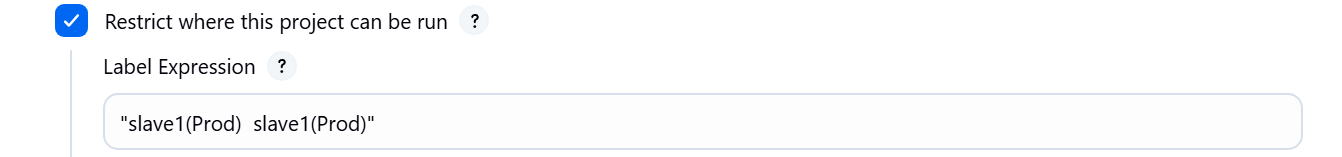 Restrict where this project can be run ?
Label Expression ?
"slave1(Prod)  slave1(Prod)"